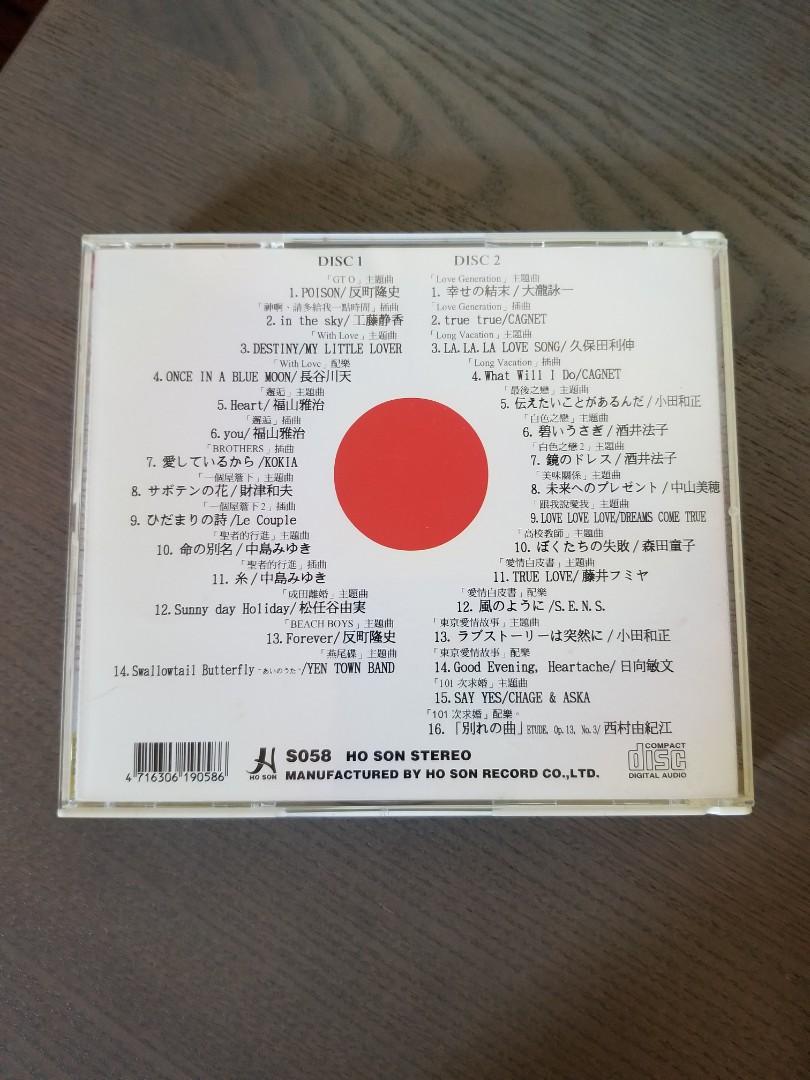 DISC 1
「GTO」主題曲
1. POISON/反町隆史
「神啊、請多給我一點時間」插曲
2. in the sky/工藤静香
「With Love」主題曲
3. DESTINY/MY LITTLE LOVER
「With Love」配樂
4. ONCE IN A BLUE MOON/長谷川天
「邂逅」主題曲
5. Heart/福山雅治
「邂逅」插曲
6. you/福山雅治
「BROTHERS」主題曲
7. 愛しているから/KOKIA
「一個屋簷下」主題曲
8. サボテンの花/財津和夫
「一個屋簷下2」插曲
9. ひだまりの詩/Le Couple
「聖者的行進」主題曲
10. 命の別名/中島みゆき
「聖者的行進」插曲
11. 糸/中島みゆき
「成田離婚」主題曲
12. Sunny day Holiday/松任谷由実
「BEACH BOYS」主題曲
13. Forever/反町隆史
「燕尾蝶」主題曲
14. Swallowtail Butterfly ~あいのうた~/YEN TOWN BAND
DISC 2
「Love Generation」主題曲
1. 幸せの結末/大瀧詠一
「Love Generation」插曲
2. true true/CAGNET
「Long Vacation」主題曲
3. LA. LA. LA LOVE SONG/久保田利伸
「Long Vacation」插曲
4. What Will I Do/CAGNET
「最後之戀」主題曲
5. 伝えたいことがあるんだ/小田和正
「白色之戀」主題曲
6. 碧いうさぎ/酒井法子
「白色之戀2」主題曲
7. 鏡のドレス/酒井法子
「美味關係」主題曲
8. 未来へのプレゼント/中山美穂
「跟我說愛我」主題曲
9. LOVE LOVE LOVE/DREAMS COME TRUE
「高校教師」主題曲
10. ぼくたちの失敗/森田童子
「愛情白皮書」主題曲
11. TRUE LOVE/藤井フミヤ
「愛情白皮書」配樂
12. 風のように/S.E.N.S.
「東京愛情故事」主題曲
13. ラブストーリーは突然に/小田和正
「東京愛情故事」配樂
14. Good Evening, Heartache/日向敏文
「101次求婚」主題曲
15. SAY YES/CHAGE & ASKA
「101次求婚」配樂。
16. 「別れの曲」ETUDE, Op.13, No.3/西村由紀江
4 716306 190586
HO SON
S058 HO SON STEREO
MANUFACTURED BY HO SON RECORD CO.,LTD.
COMPACT
disc
DIGITAL AUDIO